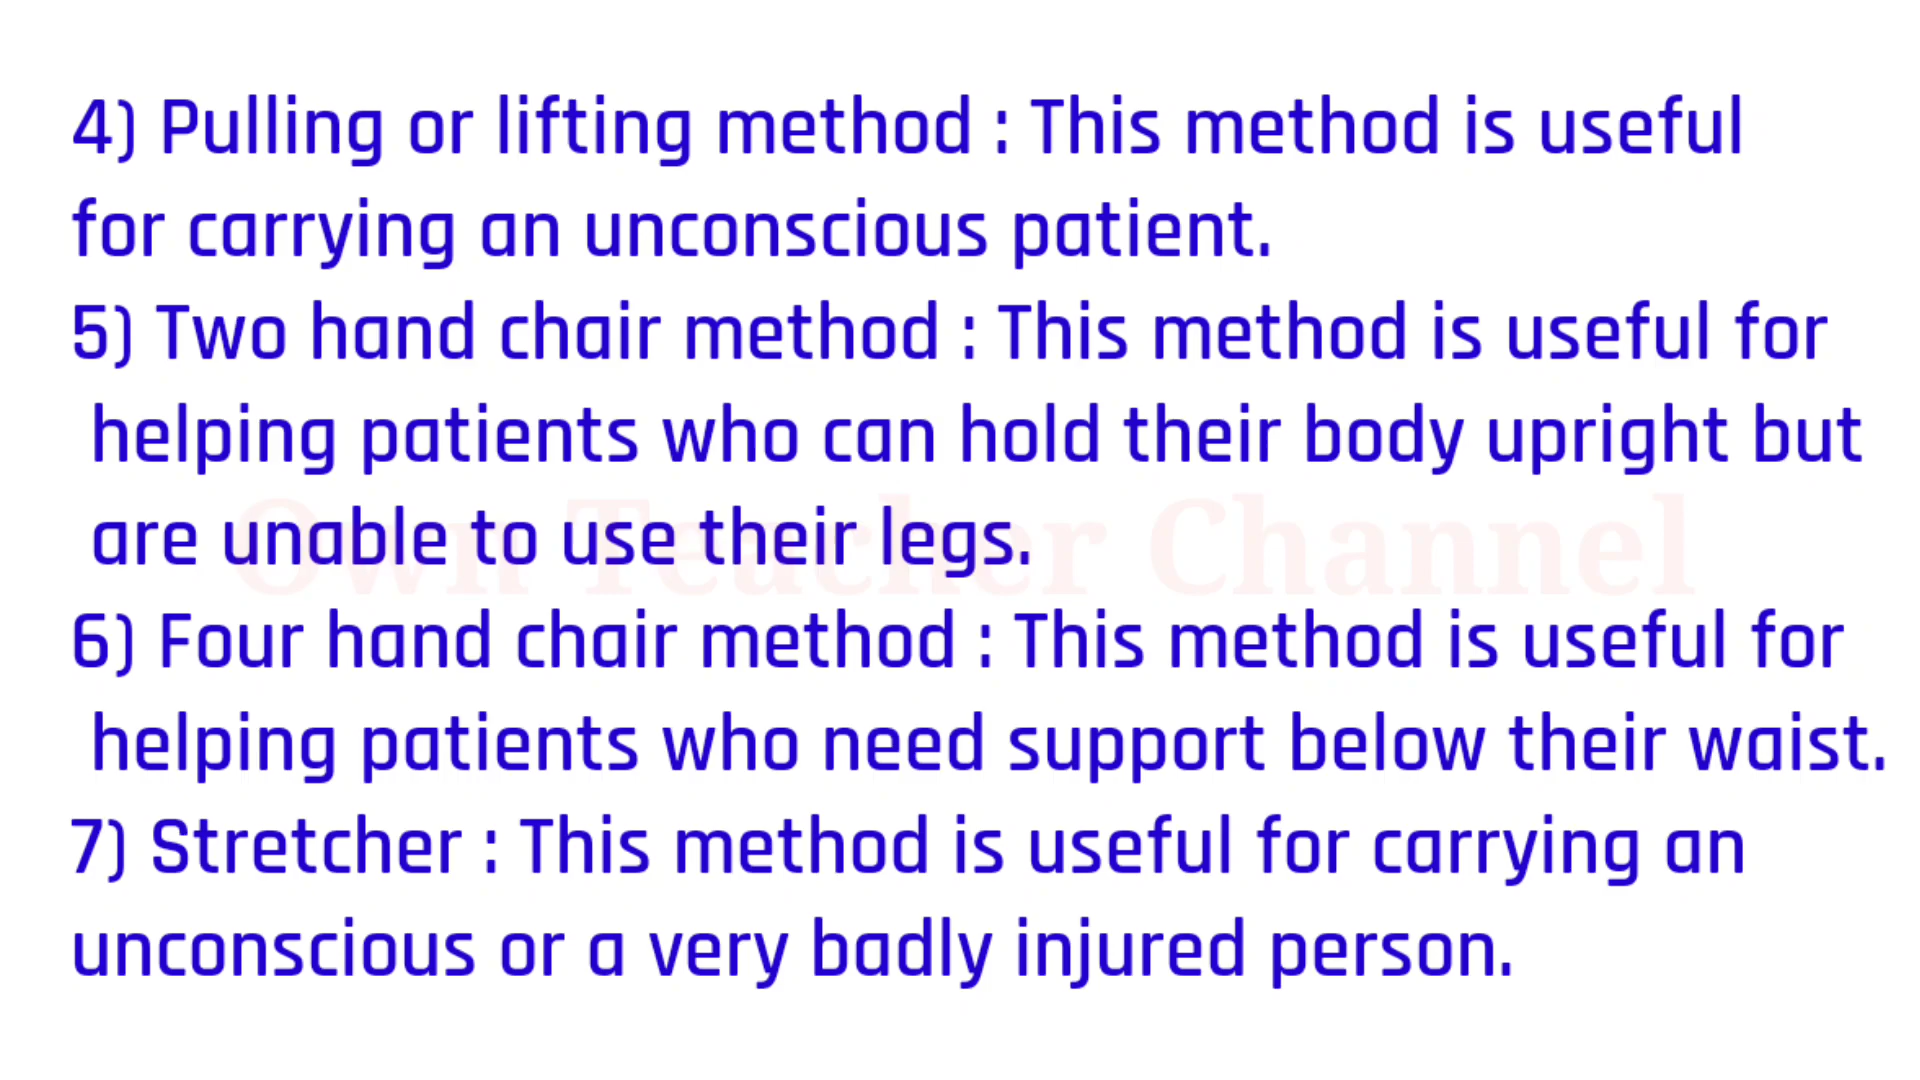 4) Pulling or lifting method : This method is useful
for carrying an unconscious patient.
5) Two hand chair method : This method is useful for
helping patients who can hold their body upright but
are unable to use their legs.
Own Teacher Channel
6) Four hand chair method : This method is useful for
helping patients who need support below their waist.
7) Stretcher : This method is useful for carrying an
unconscious or a very badly injured person.